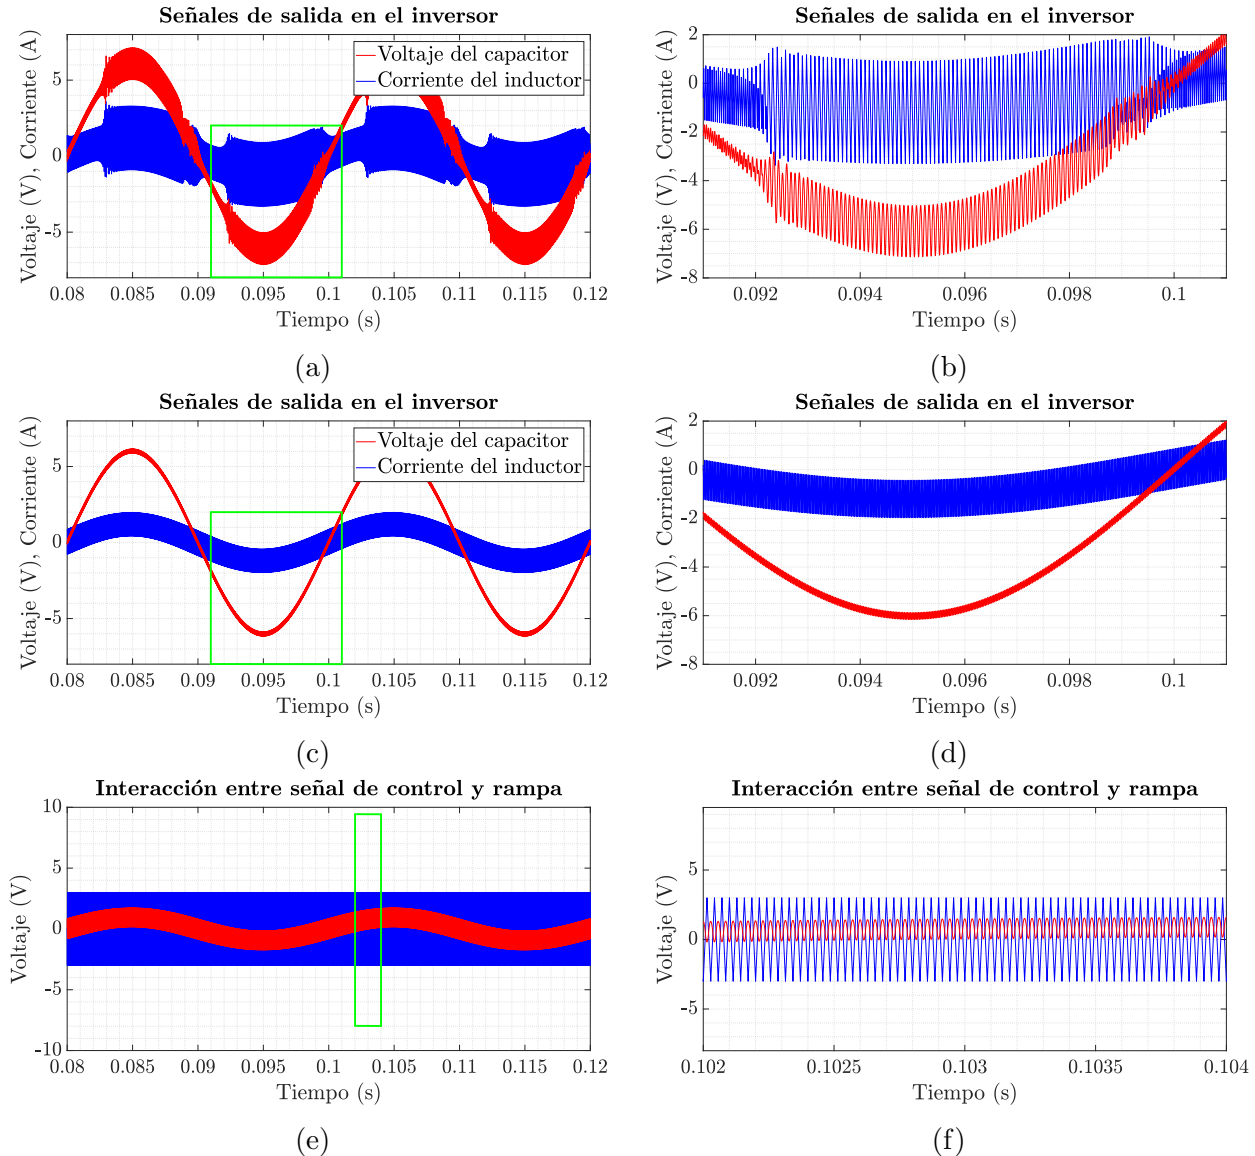 Señales de salida en el inversor
Voltaje (V), Corriente (A)
5
0
-5
Voltaje del capacitor
Corriente del inductor
0.08 0.085 0.09 0.095 0.1 0.105 0.11 0.115 0.12
Tiempo (s)
(a)
Señales de salida en el inversor
Voltaje (V), Corriente (A)
2
0
-2
-4
-6
-8
0.092 0.094 0.096 0.098 0.1
Tiempo (s)
(b)
Señales de salida en el inversor
Voltaje (V), Corriente (A)
5
0
-5
Voltaje del capacitor
Corriente del inductor
0.08 0.085 0.09 0.095 0.1 0.105 0.11 0.115 0.12
Tiempo (s)
(c)
Señales de salida en el inversor
Voltaje (V), Corriente (A)
2
0
-2
-4
-6
-8
0.092 0.094 0.096 0.098 0.1
Tiempo (s)
(d)
Interacción entre señal de control y rampa
Voltaje (V)
10
5
0
-5
-10
0.08 0.085 0.09 0.095 0.1 0.105 0.11 0.115 0.12
Tiempo (s)
(e)
Interacción entre señal de control y rampa
Voltaje (V)
5
0
-5
0.102 0.1025 0.103 0.1035 0.104
Tiempo (s)
(f)